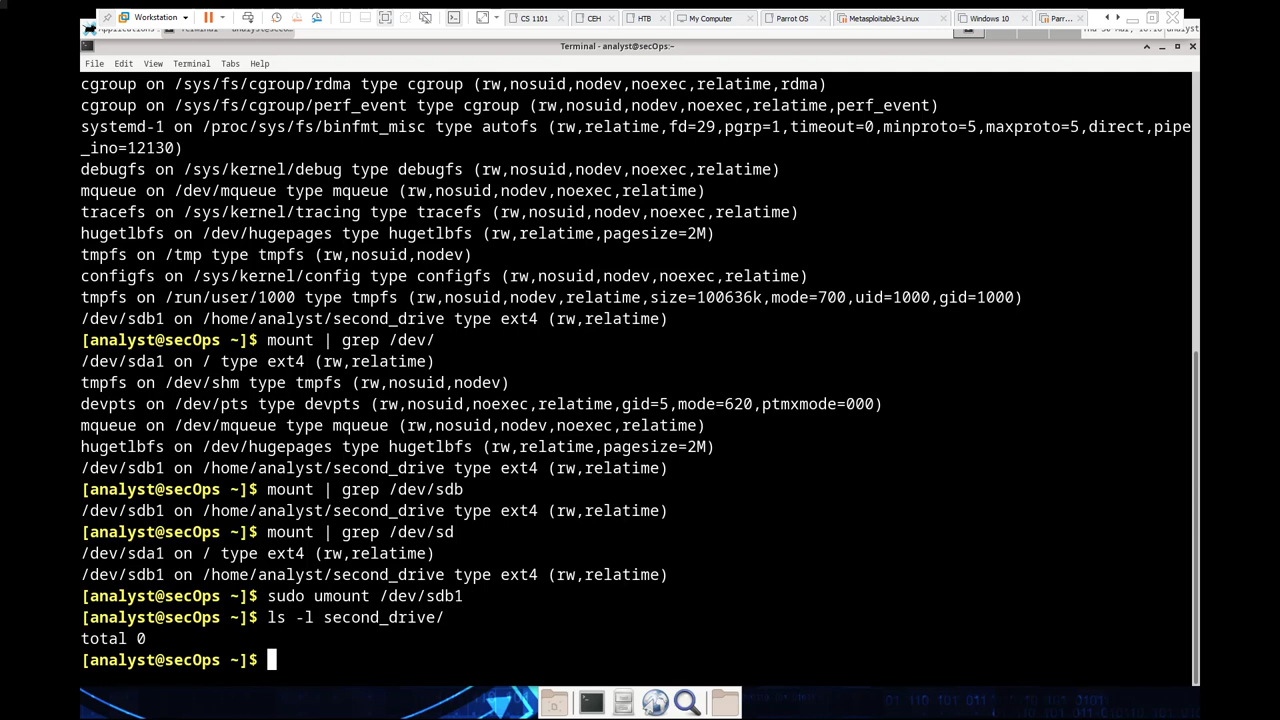 Workstation
CS 1101
CEH
HTB
My Computer
Parrot OS
Metasploitable3-Linux
Windows 10
Parr...
Terminal - analyst@secOps:~
File Edit View Terminal Tabs Help
cgroup on /sys/fs/cgroup/rdma type cgroup (rw,nosuid,nodev,noexec,relatime,rdma)
cgroup on /sys/fs/cgroup/perf_event type cgroup (rw,nosuid,nodev,noexec,relatime,perf_event)
systemd-1 on /proc/sys/fs/binfmt_misc type autofs (rw,relatime,fd=29,pgrp=1,timeout=0,minproto=5,maxproto=5,direct,pipe
_ino=12130)
debugfs on /sys/kernel/debug type debugfs (rw,nosuid,nodev,noexec,relatime)
mqueue on /dev/mqueue type mqueue (rw,nosuid,nodev,noexec,relatime)
tracefs on /sys/kernel/tracing type tracefs (rw,nosuid,nodev,noexec,relatime)
hugetlbfs on /dev/hugepages type hugetlbfs (rw,relatime,pagesize=2M)
tmpfs on /tmp type tmpfs (rw,nosuid,nodev)
configfs on /sys/kernel/config type configfs (rw,nosuid,nodev,noexec,relatime)
tmpfs on /run/user/1000 type tmpfs (rw,nosuid,nodev,relatime,size=100636k,mode=700,uid=1000,gid=1000)
/dev/sdb1 on /home/analyst/second_drive type ext4 (rw,relatime)
[analyst@secOps ~]$ mount | grep /dev/
/dev/sda1 on / type ext4 (rw,relatime)
tmpfs on /dev/shm type tmpfs (rw,nosuid,nodev)
devpts on /dev/pts type devpts (rw,nosuid,noexec,relatime,gid=5,mode=620,ptmxmode=000)
mqueue on /dev/mqueue type mqueue (rw,nosuid,nodev,noexec,relatime)
hugetlbfs on /dev/hugepages type hugetlbfs (rw,relatime,pagesize=2M)
/dev/sdb1 on /home/analyst/second_drive type ext4 (rw,relatime)
[analyst@secOps ~]$ mount | grep /dev/sdb
/dev/sdb1 on /home/analyst/second_drive type ext4 (rw,relatime)
[analyst@secOps ~]$ mount | grep /dev/sd
/dev/sda1 on / type ext4 (rw,relatime)
/dev/sdb1 on /home/analyst/second_drive type ext4 (rw,relatime)
[analyst@secOps ~]$ sudo umount /dev/sdb1
[analyst@secOps ~]$ ls -l second_drive/
total 0
[analyst@secOps ~]$